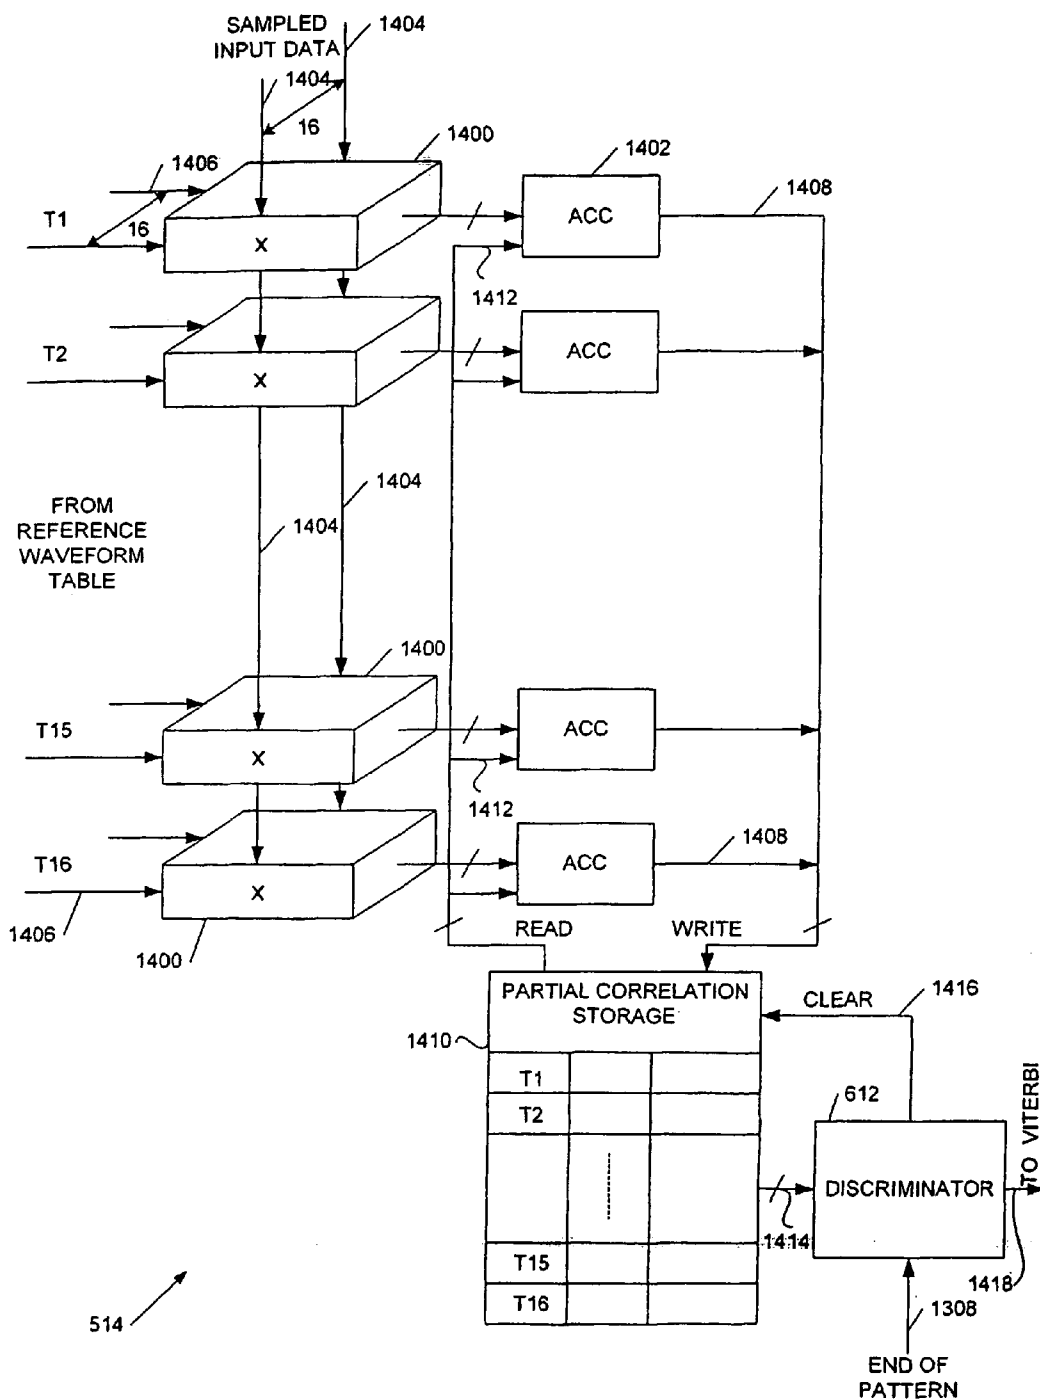 SAMPLED
INPUT DATA
1404
1404
16
1400
1402
1406
T1
16
X
ACC
1408
1412
T2
X
ACC
FROM
REFERENCE
WAVEFORM
TABLE
1404
1404
1400
T15
X
ACC
1412
T16
X
ACC
1408
1406
1400
READ
WRITE
PARTIAL CORRELATION
STORAGE
CLEAR
1416
1410
T1
T2
612
TO VITERBI
DISCRIMINATOR
1414
T15
1418
T16
514
1308
END OF
PATTERN